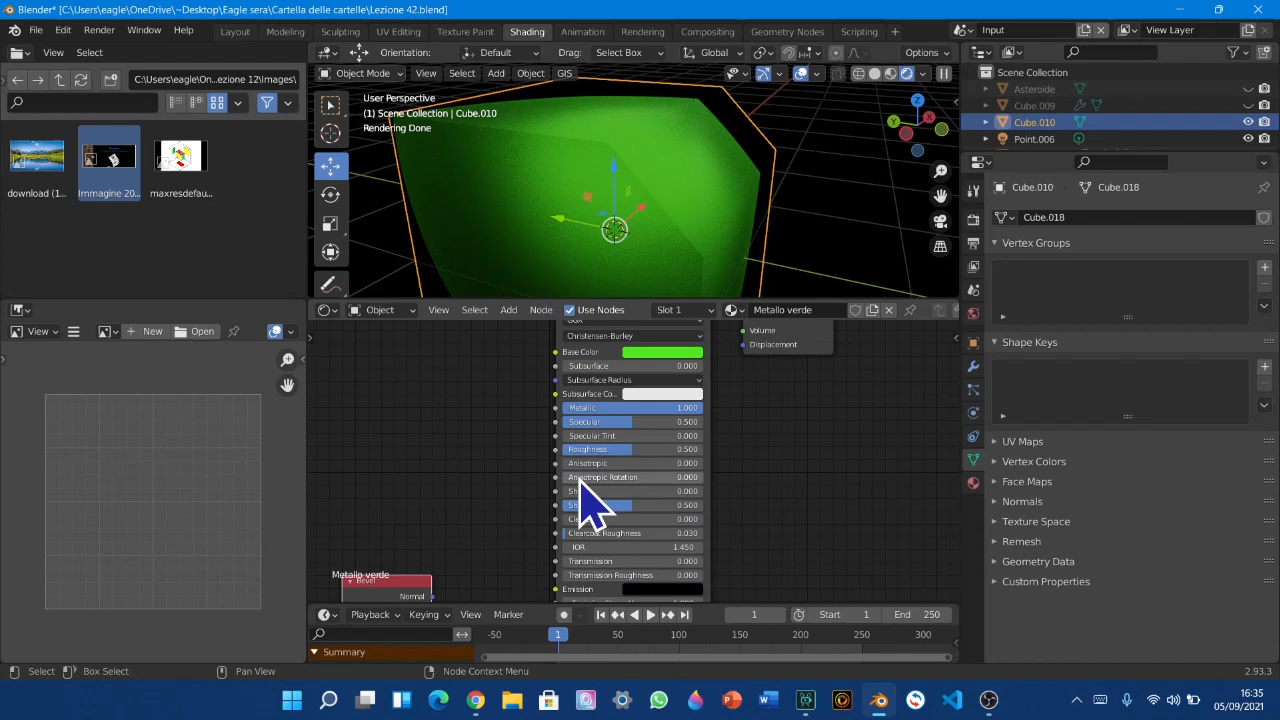 Blender* [C:\Users\eagle\OneDrive\~Desktop\Eagle sera\Cartella delle cartelle\Lezione 42.blend]
File Edit Render Window Help
Layout Modeling Sculpting UV Editing Texture Paint Shading Animation Rendering Compositing Geometry Nodes Scripting
Input View Layer
View Select
Orientation: Default Drag: Select Box Global Options
C:\Users\eagle\On...ezione 12\Images\
Object Mode View Select Add Object GIS
User Perspective
(1) Scene Collection | Cube.010
Rendering Done
Z
Y
X
download (1...
Immagine 20...
maxresdefau...
Scene Collection
Asteroide
Cube.009
Cube.010
Point.006
Cube.010 Cube.018
Cube.018
Vertex Groups
Shape Keys
UV Maps
Vertex Colors
Face Maps
Normals
Texture Space
Remesh
Geometry Data
Custom Properties
Object View Select Add Node Use Nodes Slot 1 Metallo verde
View New Open
GGX
Christensen-Burley
Base Color
Subsurface 0.000
Subsurface Radius
Subsurface Co...
Metallic 1.000
Specular 0.500
Specular Tint 0.000
Roughness 0.500
Anisotropic 0.000
Anisotropic Rotation 0.000
0.000
0.500
0.000
Clearcoat Roughness 0.030
IOR 1.450
Transmission 0.000
Transmission Roughness 0.000
Emission
Volume
Displacement
Metallo verde
Bevel
Normal
Playback Keying View Marker
1 Start 1 End 250
-50 1 50 100 150 200 250 300
Summary
Select Box Select Pan View Node Context Menu 2.93.3
16:35
05/09/2021